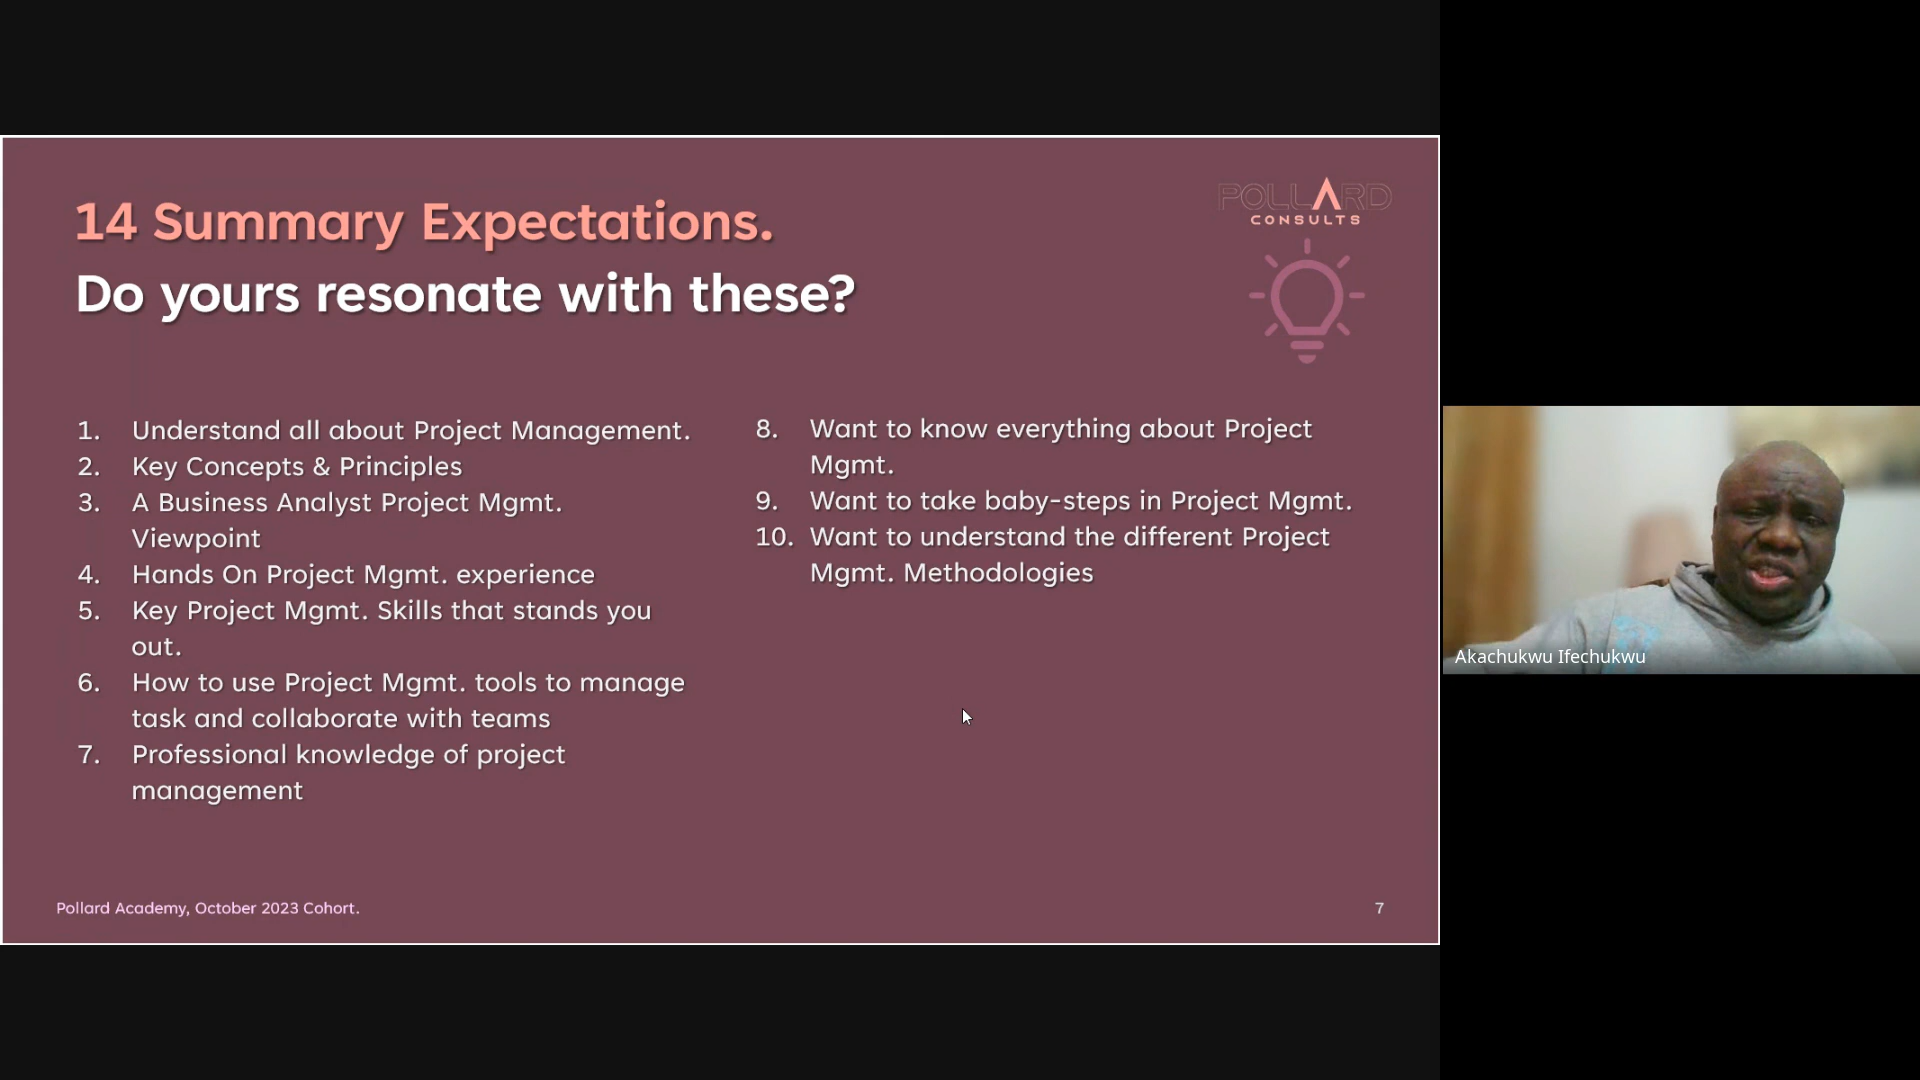 14 Summary Expectations.
Do yours resonate with these?
POLLARD
CONSULTS
1. Understand all about Project Management.
2. Key Concepts & Principles
3. A Business Analyst Project Mgmt.
Viewpoint
4. Hands On Project Mgmt. experience
5. Key Project Mgmt. Skills that stands you
out.
6. How to use Project Mgmt. tools to manage
task and collaborate with teams
7. Professional knowledge of project
management
8. Want to know everything about Project
Mgmt.
9. Want to take baby-steps in Project Mgmt.
10. Want to understand the different Project
Mgmt. Methodologies
Pollard Academy, October 2023 Cohort.
7
Akachukwu Ifechukwu